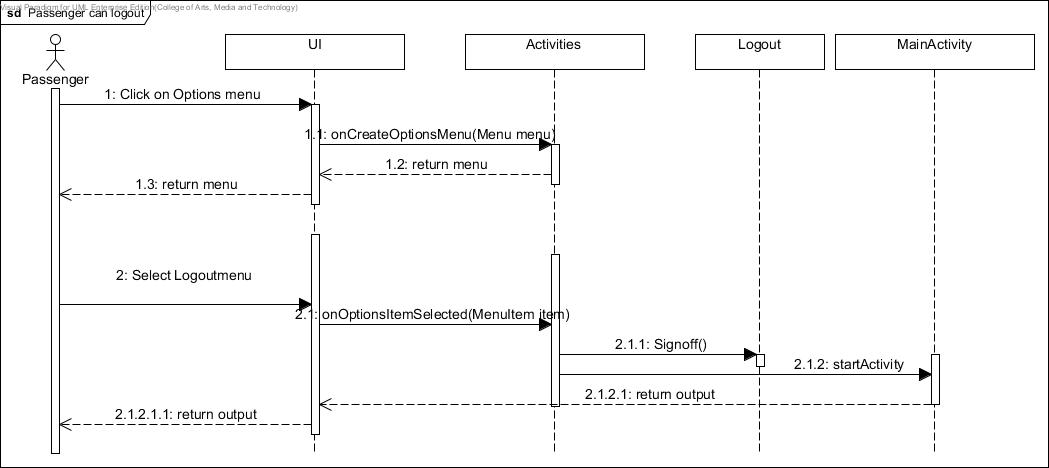 Visual Paradigm for UML Enterprise Edition(College of Arts, Media and Technology)
sd Passenger can logout
UI
Activities
Logout
MainActivity
Passenger
1: Click on Options menu
1.1: onCreateOptionsMenu(Menu menu)
1.2: return menu
1.3: return menu
2: Select Logoutmenu
2.1: onOptionsItemSelected(MenuItem item)
2.1.1: Signoff()
2.1.2: startActivity
2.1.2.1: return output
2.1.2.1.1: return output